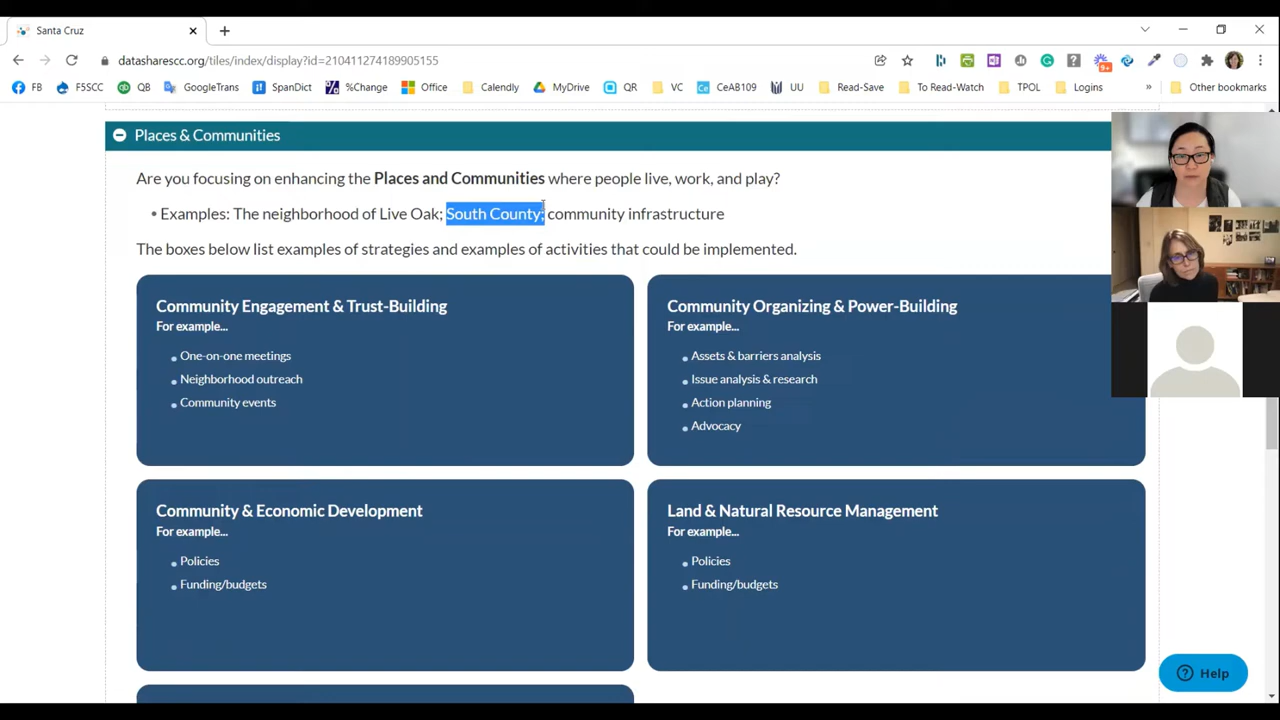 Santa Cruz
datasharescc.org/tiles/index/display?id=210411274189905155
9+
FB
F5SCC
QB
GoogleTrans
SpanDict
%Change
Office
Calendly
MyDrive
QR
VC
CeAB109
UU
Read-Save
To Read-Watch
TPOL
Logins
»
Other bookmarks
Places & Communities
Are you focusing on enhancing the Places and Communities where people live, work, and play?
• Examples: The neighborhood of Live Oak; South County; community infrastructure
The boxes below list examples of strategies and examples of activities that could be implemented.
Community Engagement & Trust-Building
For example...
• One-on-one meetings
• Neighborhood outreach
• Community events
Community Organizing & Power-Building
For example...
• Assets & barriers analysis
• Issue analysis & research
• Action planning
• Advocacy
Community & Economic Development
For example...
• Policies
• Funding/budgets
Land & Natural Resource Management
For example...
• Policies
• Funding/budgets
? Help